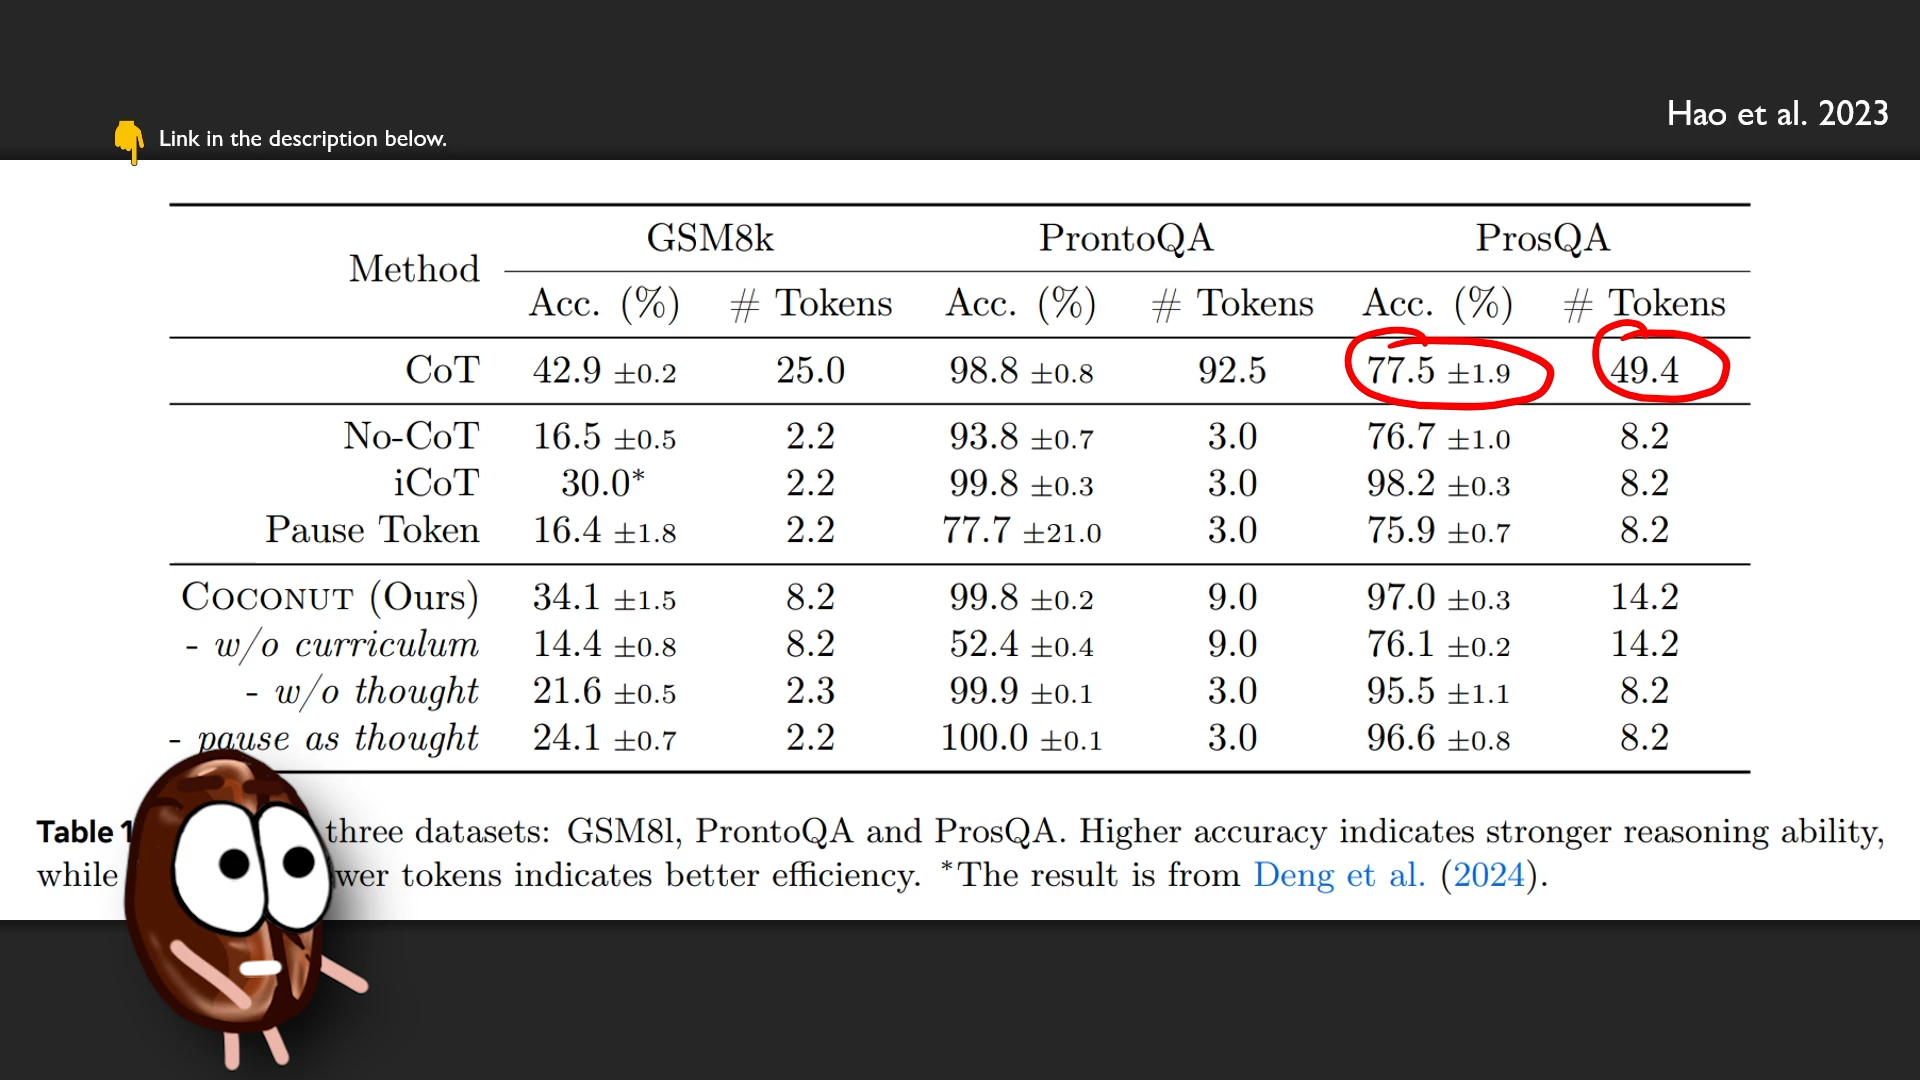 Hao et al. 2023
Link in the description below.
GSM8k ProntoQA ProsQA
Method
Acc. (%) # Tokens Acc. (%) # Tokens Acc. (%) # Tokens
CoT 42.9 ±0.2 25.0 98.8 ±0.8 92.5 77.5 ±1.9 49.4
No-CoT 16.5 ±0.5 2.2 93.8 ±0.7 3.0 76.7 ±1.0 8.2
iCoT 30.0* 2.2 99.8 ±0.3 3.0 98.2 ±0.3 8.2
Pause Token 16.4 ±1.8 2.2 77.7 ±21.0 3.0 75.9 ±0.7 8.2
COCONUT (Ours) 34.1 ±1.5 8.2 99.8 ±0.2 9.0 97.0 ±0.3 14.2
- w/o curriculum 14.4 ±0.8 8.2 52.4 ±0.4 9.0 76.1 ±0.2 14.2
- w/o thought 21.6 ±0.5 2.3 99.9 ±0.1 3.0 95.5 ±1.1 8.2
- pause as thought 24.1 ±0.7 2.2 100.0 ±0.1 3.0 96.6 ±0.8 8.2
Table 1 three datasets: GSM8l, ProntoQA and ProsQA. Higher accuracy indicates stronger reasoning ability,
while tokens indicates better efficiency. *The result is from Deng et al. (2024).